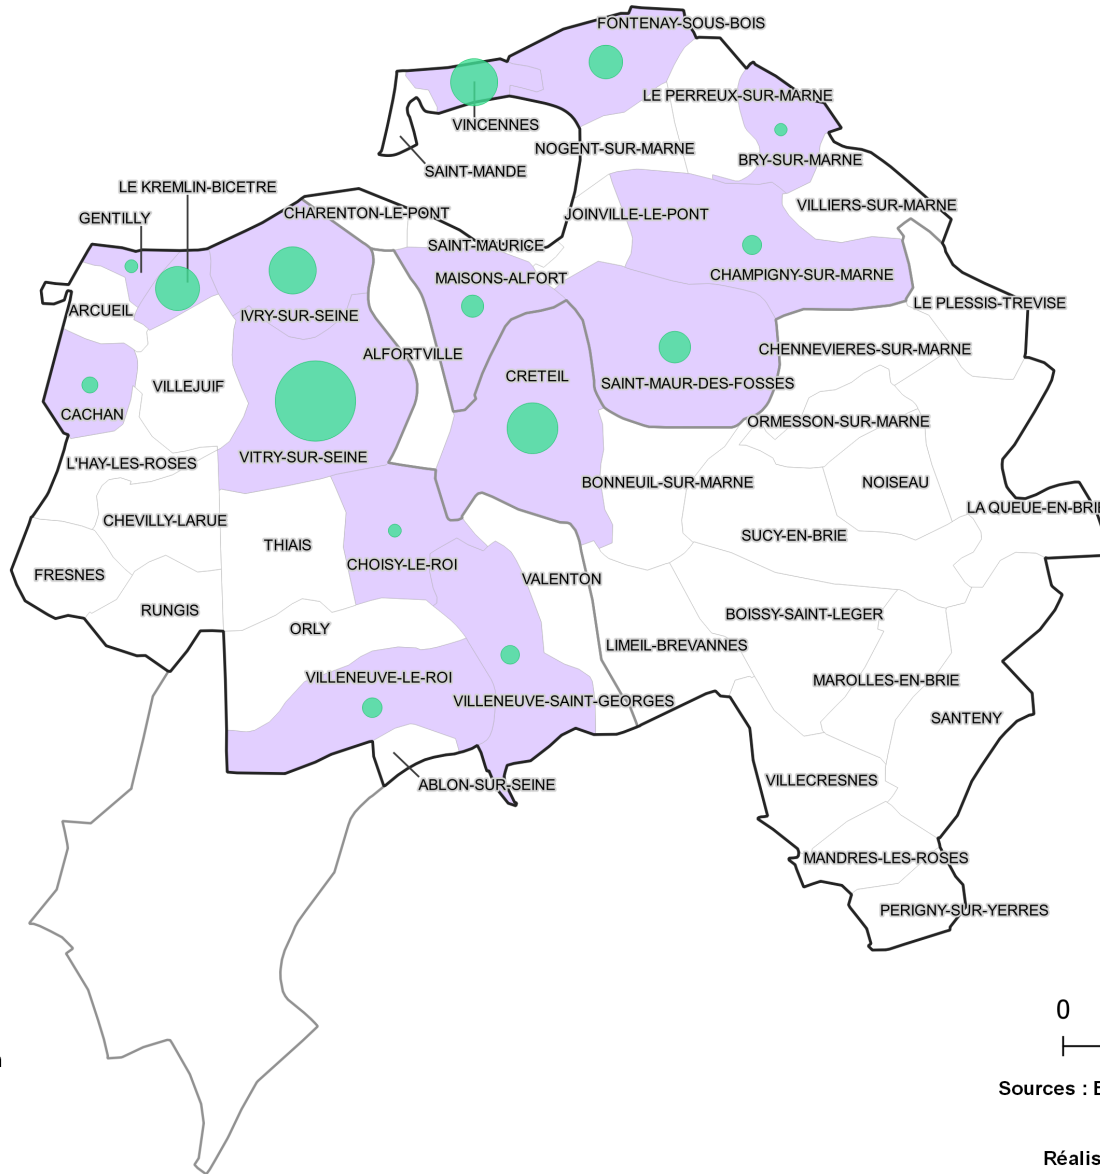 FONTENAY-SOUS-BOIS
LE PERREUX-SUR-MARNE
VINCENNES
NOGENT-SUR-MARNE
BRY-SUR-MARNE
SAINT-MANDE
LE KREMLIN-BICETRE
GENTILLY
CHARENTON-LE-PONT
JOINVILLE-LE-PONT
VILLIERS-SUR-MARNE
SAINT-MAURICE
MAISONS-ALFORT
CHAMPIGNY-SUR-MARNE
ARCUEIL
IVRY-SUR-SEINE
LE PLESSIS-TREVISE
ALFORTVILLE
CHENNEVIERES-SUR-MARNE
VILLEJUIF
CRETEIL
SAINT-MAUR-DES-FOSSES
CACHAN
ORMESSON-SUR-MARNE
VITRY-SUR-SEINE
L'HAY-LES-ROSES
BONNEUIL-SUR-MARNE
NOISEAU
LA QUEUE-EN-BRIE
CHEVILLY-LARUE
THIAIS
SUCY-EN-BRIE
CHOISY-LE-ROI
FRESNES
VALENTON
RUNGIS
BOISSY-SAINT-LEGER
ORLY
LIMEIL-BREVANNES
VILLENEUVE-LE-ROI
MAROLLES-EN-BRIE
VILLENEUVE-SAINT-GEORGES
SANTENY
VILLECRESNES
ABLON-SUR-SEINE
MANDRES-LES-ROSES
PERIGNY-SUR-YERRES
0
Sources :